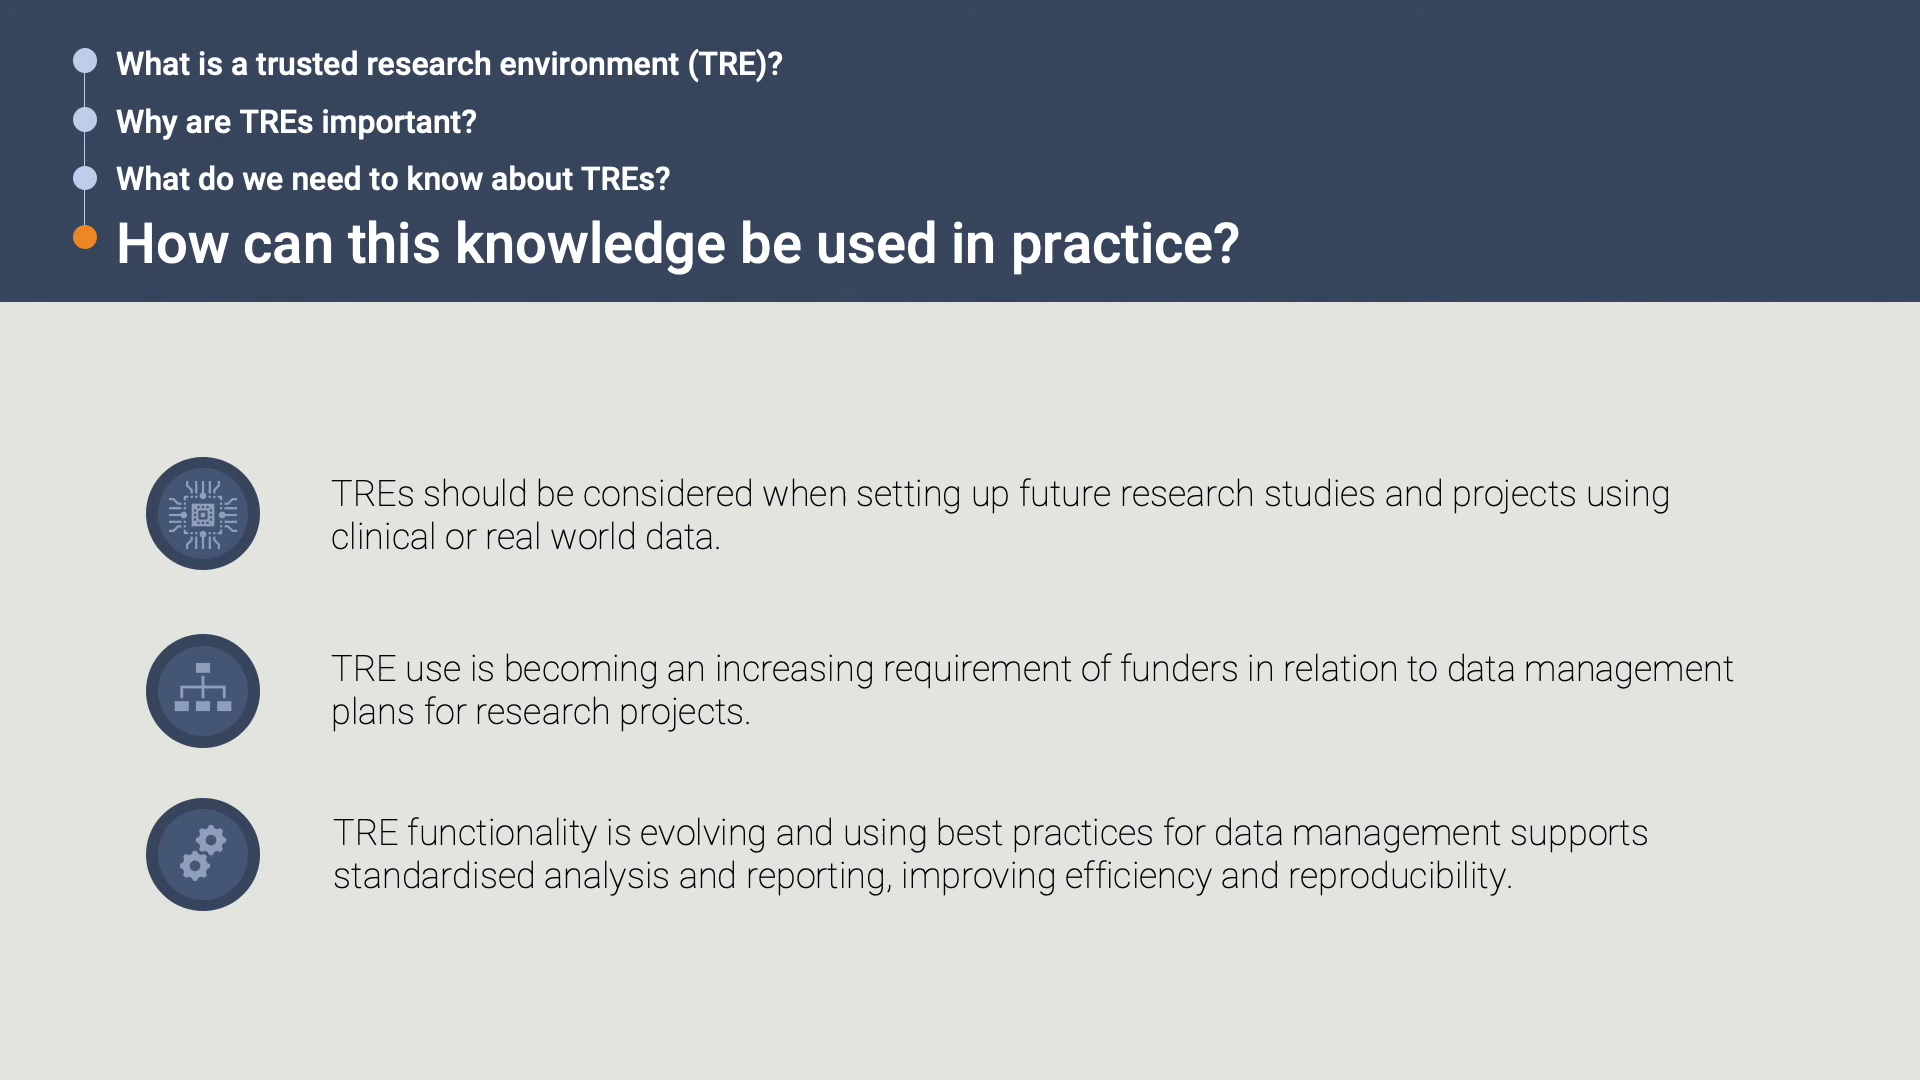 What is a trusted research environment (TRE)?
Why are TREs important?
What do we need to know about TREs?
How can this knowledge be used in practice?
TREs should be considered when setting up future research studies and projects using
clinical or real world data.
TRE use is becoming an increasing requirement of funders in relation to data management
plans for research projects.
TRE functionality is evolving and using best practices for data management supports
standardised analysis and reporting, improving efficiency and reproducibility.